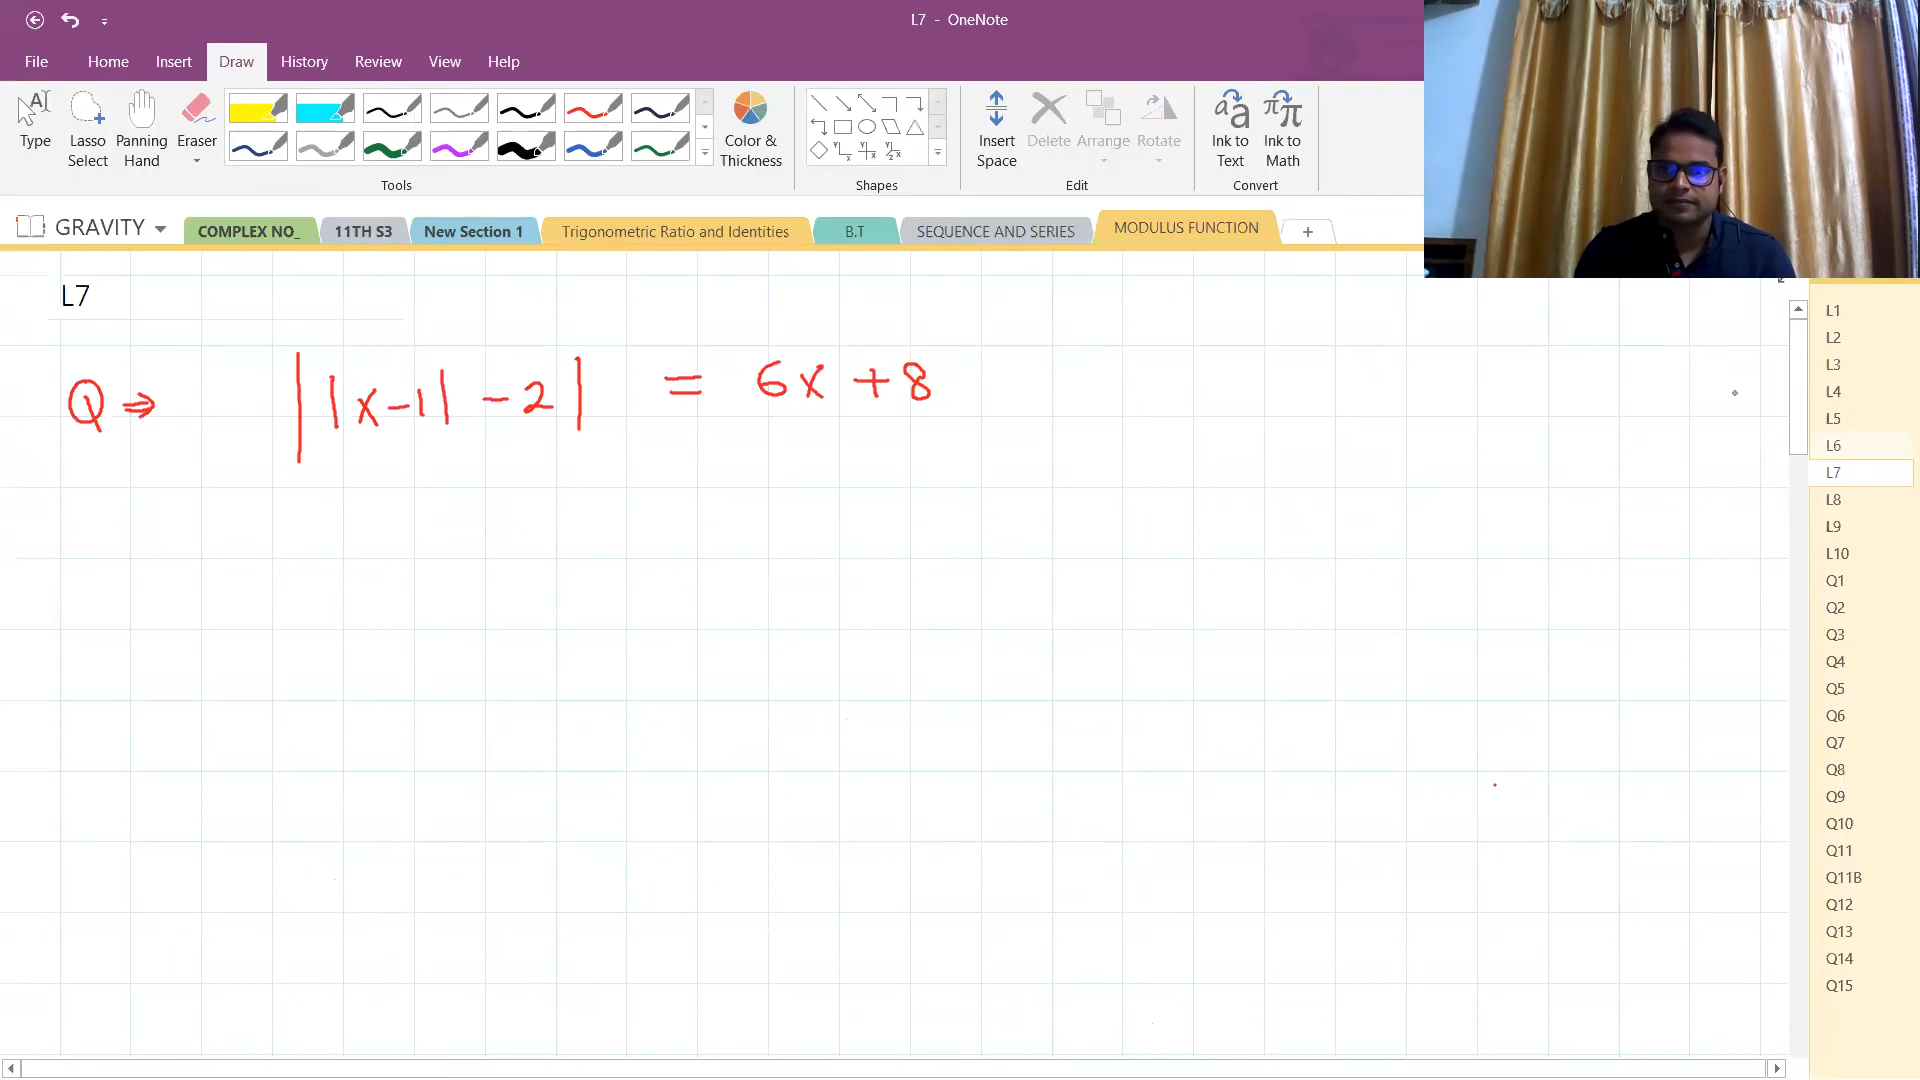 L7 - OneNote
File Home Insert Draw History Review View Help
Type
Lasso Select
Panning Hand
Eraser
Color & Thickness
Insert Space
Delete
Arrange
Rotate
Ink to Text
Ink to Math
Tools
Shapes
Edit
Convert
GRAVITY
COMPLEX NO_
11TH S3
New Section 1
Trigonometric Ratio and Identities
B.T
SEQUENCE AND SERIES
MODULUS FUNCTION
+
L7
Q ⇒ | |x-1| - 2 | = 6x + 8
L1
L2
L3
L4
L5
L6
L7
L8
L9
L10
Q1
Q2
Q3
Q4
Q5
Q6
Q7
Q8
Q9
Q10
Q11
Q11B
Q12
Q13
Q14
Q15